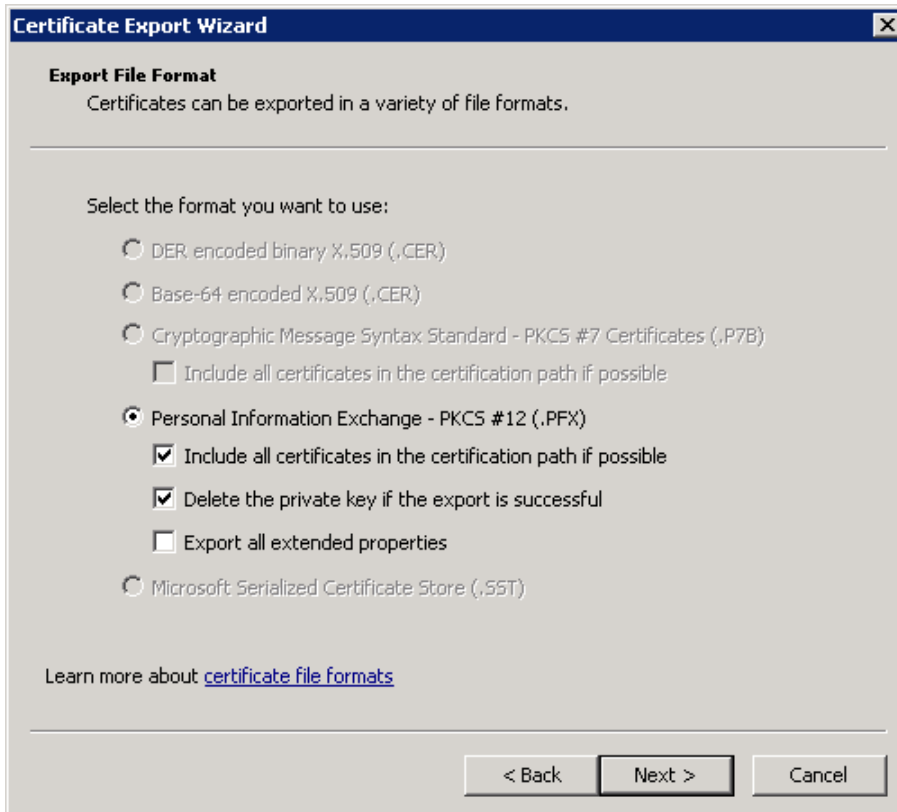 Certificate Export Wizard
Export File Format
Certificates can be exported in a variety of file formats.
Select the format you want to use:
DER encoded binary X.509 (.CER)
Base-64 encoded X.509 (.CER)
Cryptographic Message Syntax Standard - PKCS #7 Certificates (.P7B)
Include all certificates in the certification path if possible
Personal Information Exchange - PKCS #12 (.PFX)
Include all certificates in the certification path if possible
Delete the private key if the export is successful
Export all extended properties
Microsoft Serialized Certificate Store (.SST)
Learn more about certificate file formats
< Back Next > Cancel